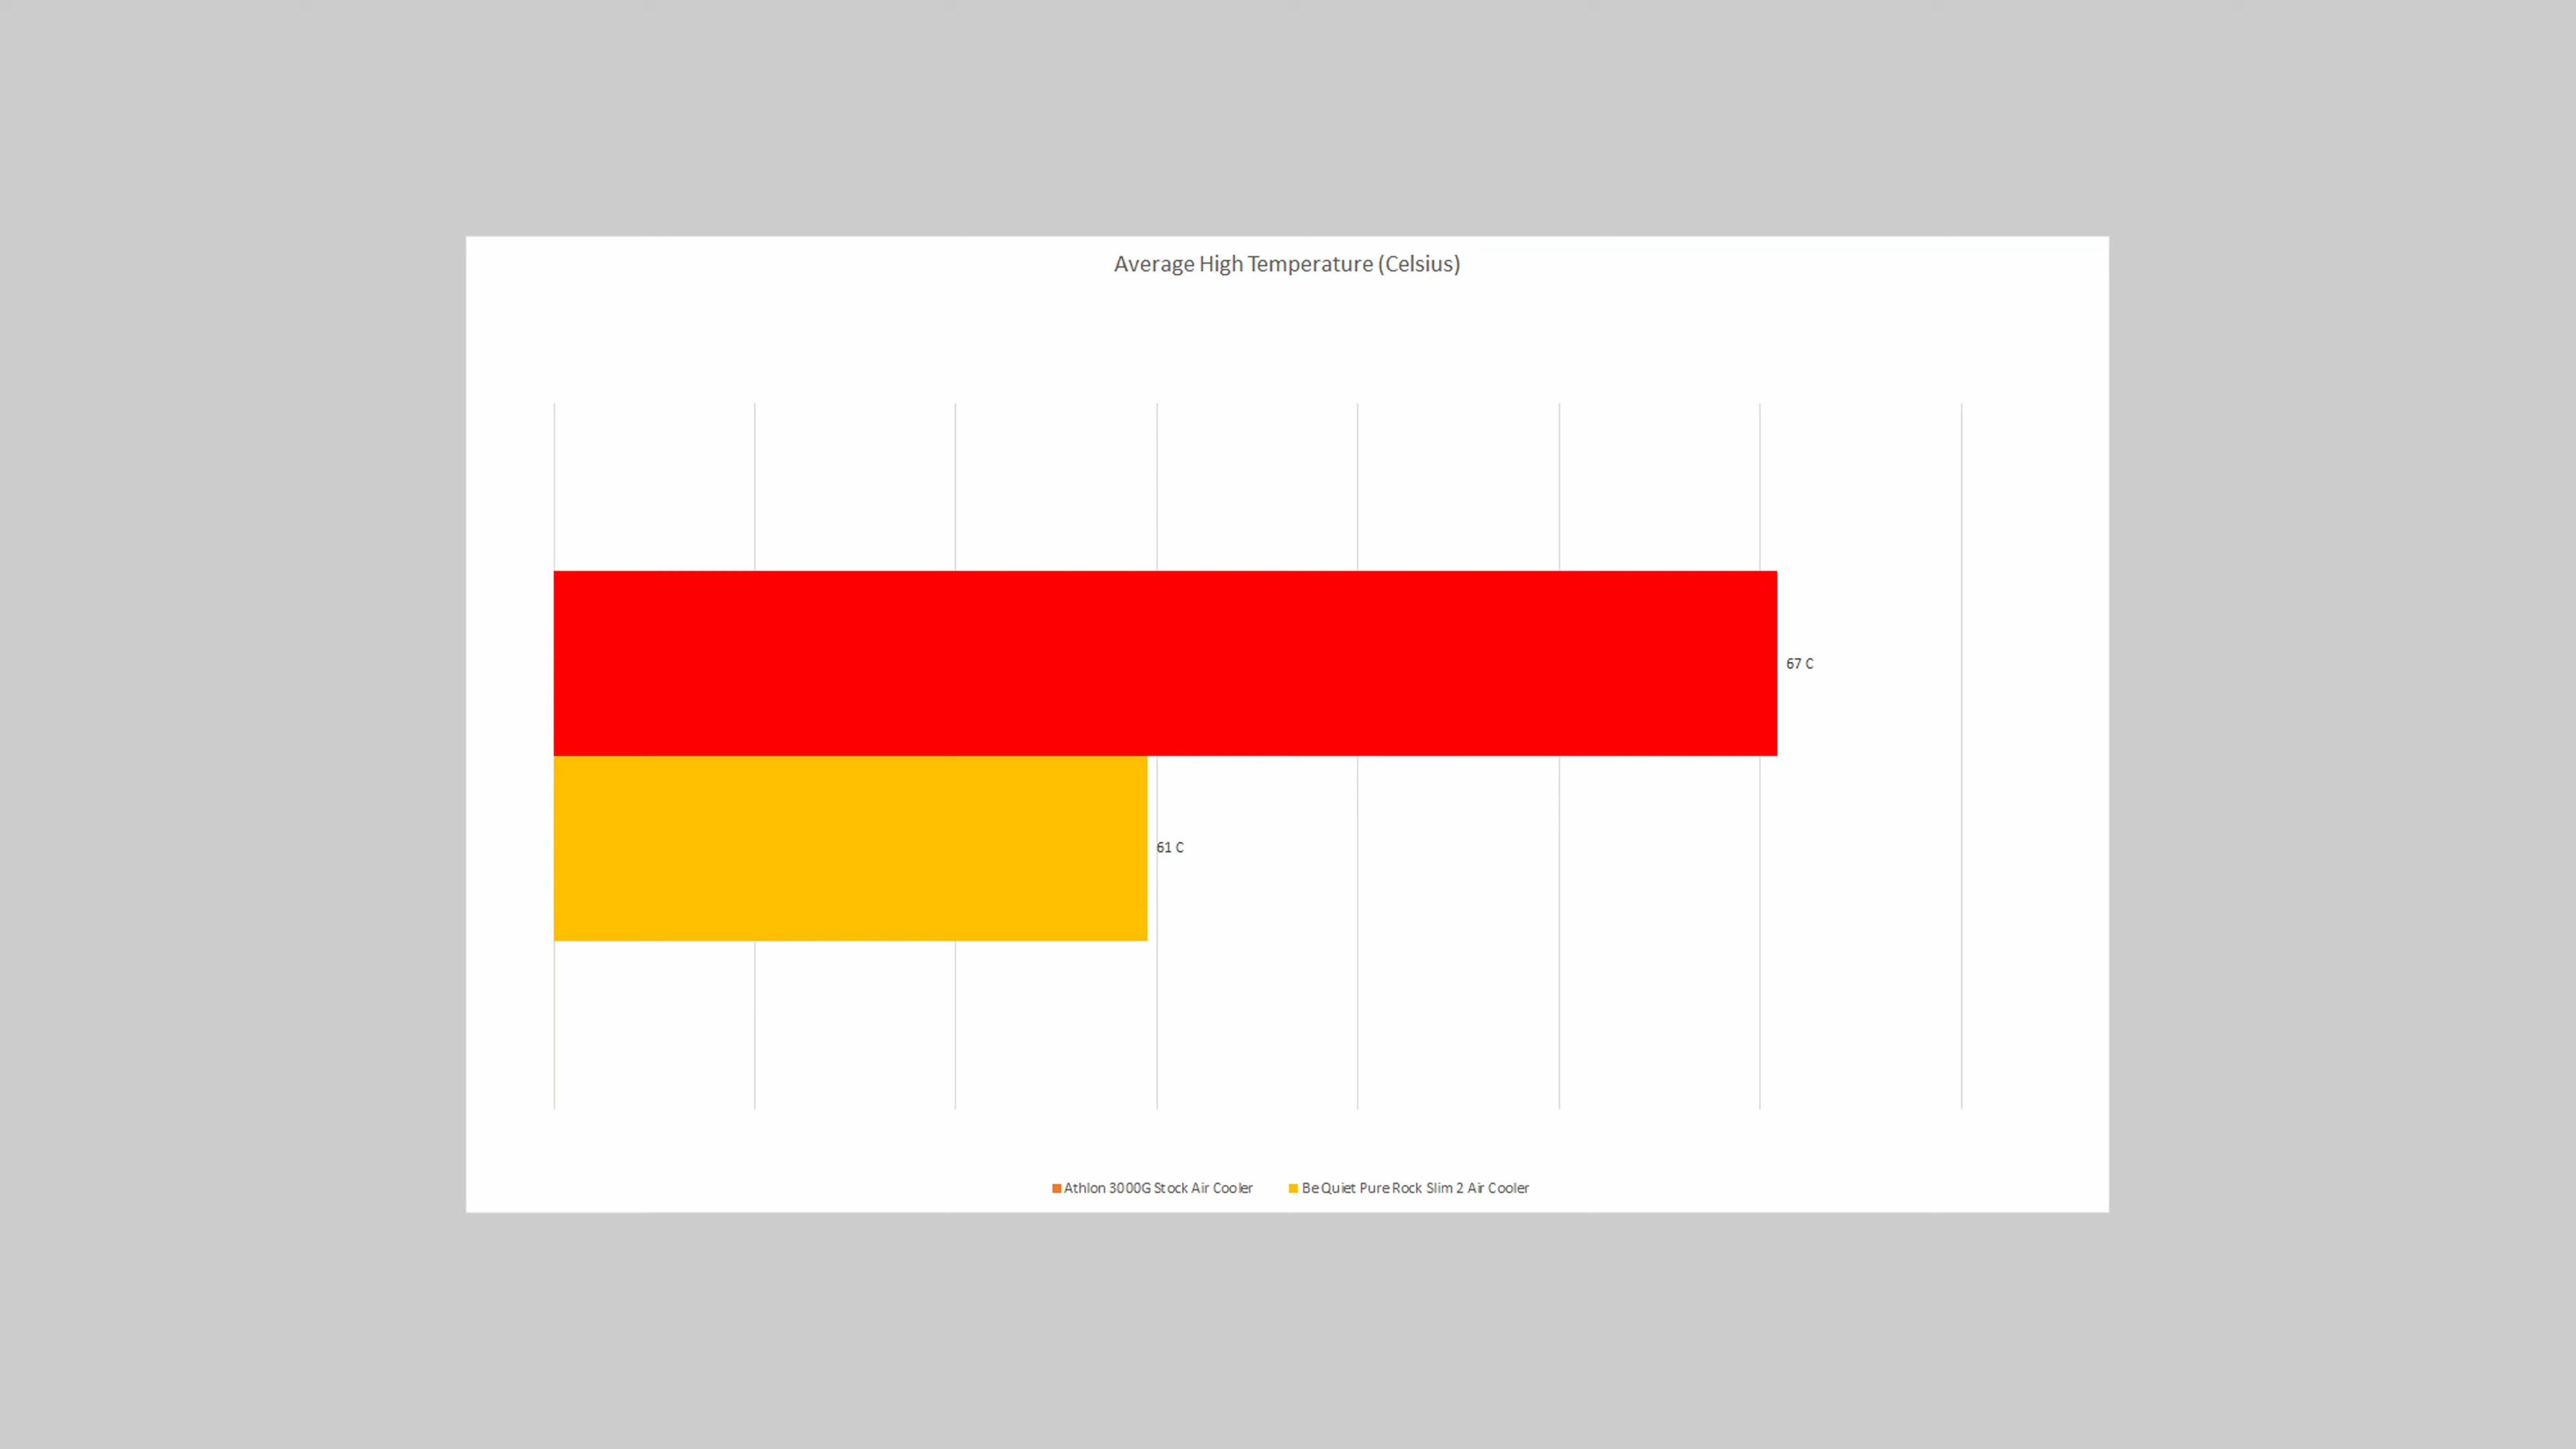 Average High Temperature (Celsius)
67 C
61 C
Athlon 3000G Stock Air Cooler
Be Quiet Pure Rock Slim 2 Air Cooler